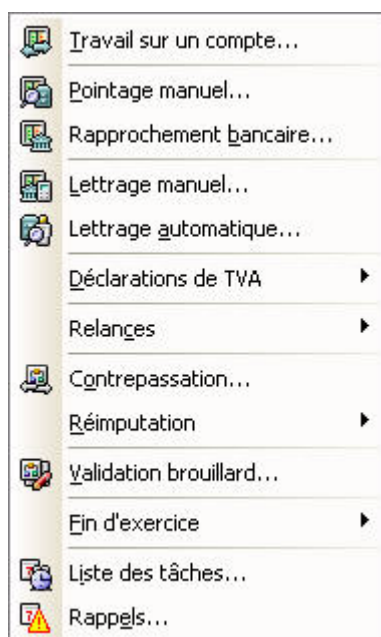 Travail sur un compte...
Pointage manuel...
Rapprochement bancaire...
Lettrage manuel...
Lettrage automatique...
Déclarations de TVA
Relances
Contrepassation...
Réimputation
Validation brouillard...
Fin d'exercice
Liste des tâches...
Rappels...